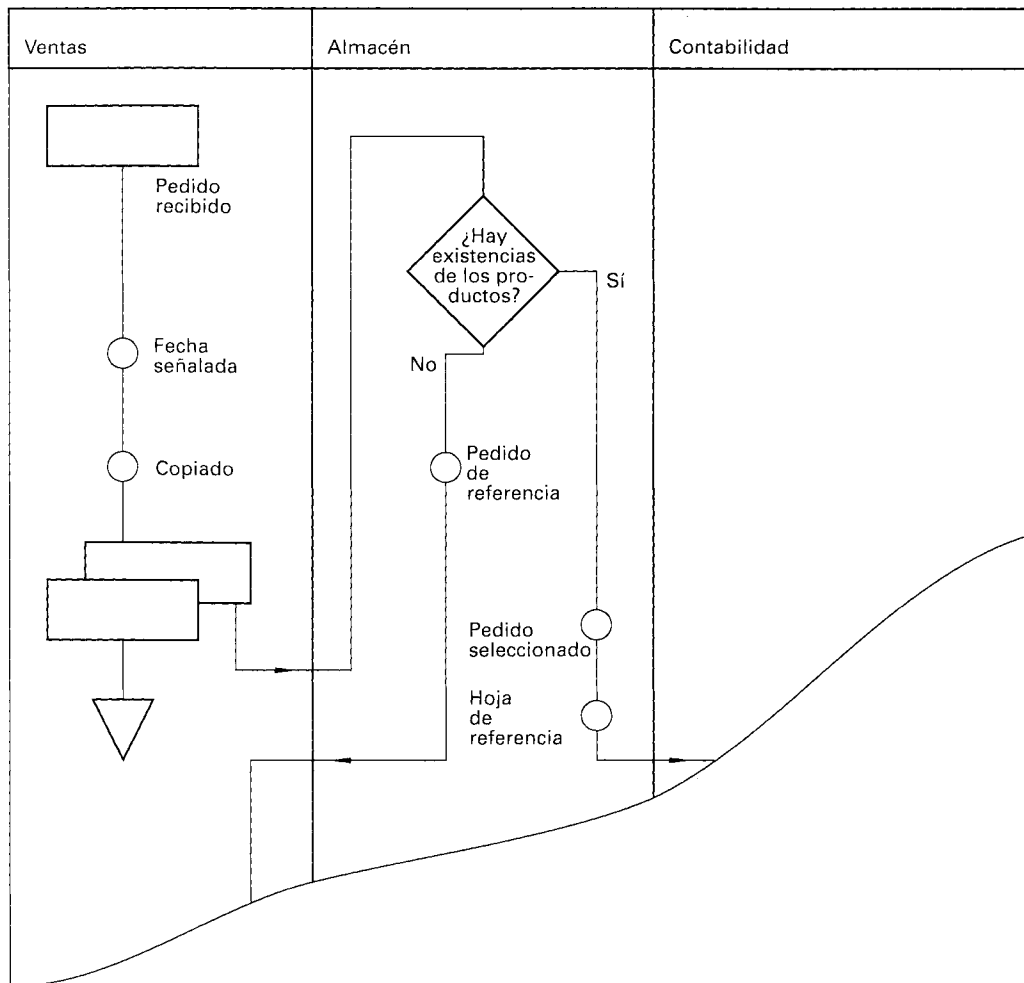 Ventas
Almacén
Contabilidad
Pedido
recibido
Fecha
señalada
Copiado
¿Hay
existencias
de los pro-
ductos?
Sí
No
Pedido
de
referencia
Pedido
seleccionado
Hoja
de
referencia